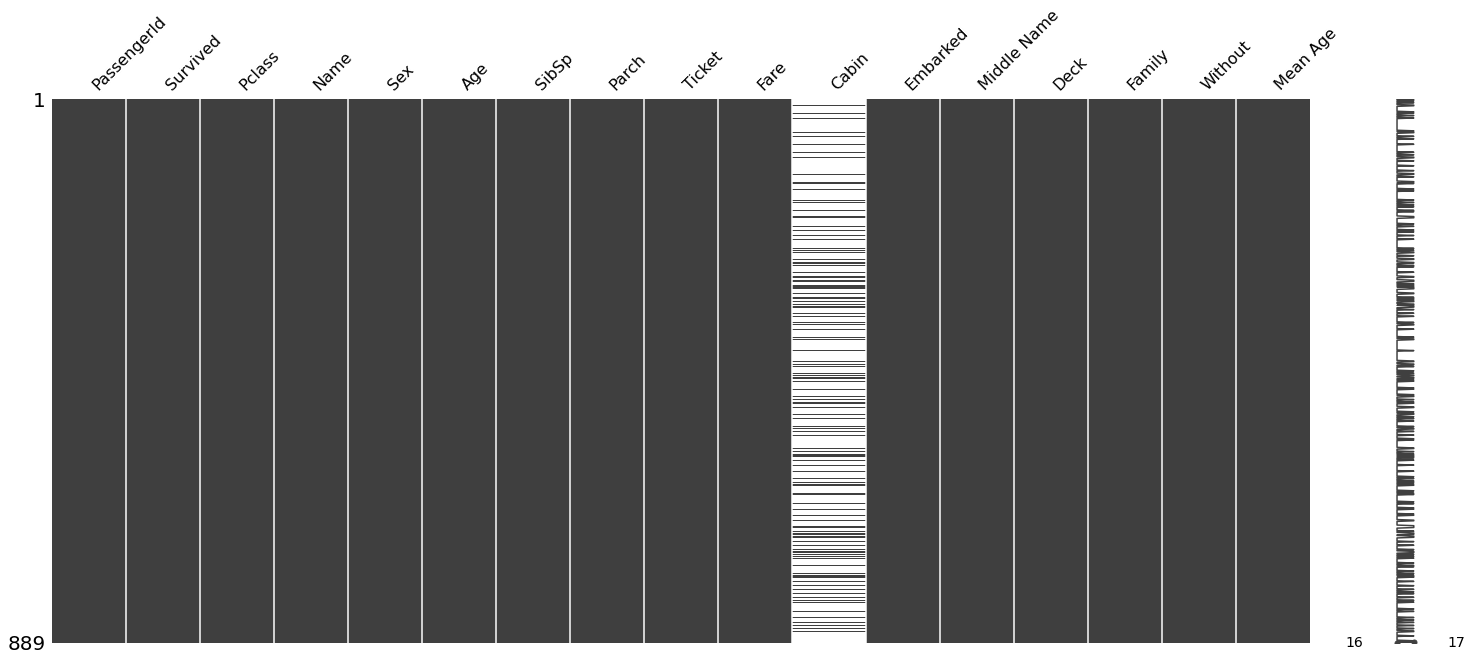 PassengerId Survived Pclass Name Sex Age SibSp Parch Ticket Fare Cabin Embarked Middle Name Deck Family Without Mean Age
1
889
16 17